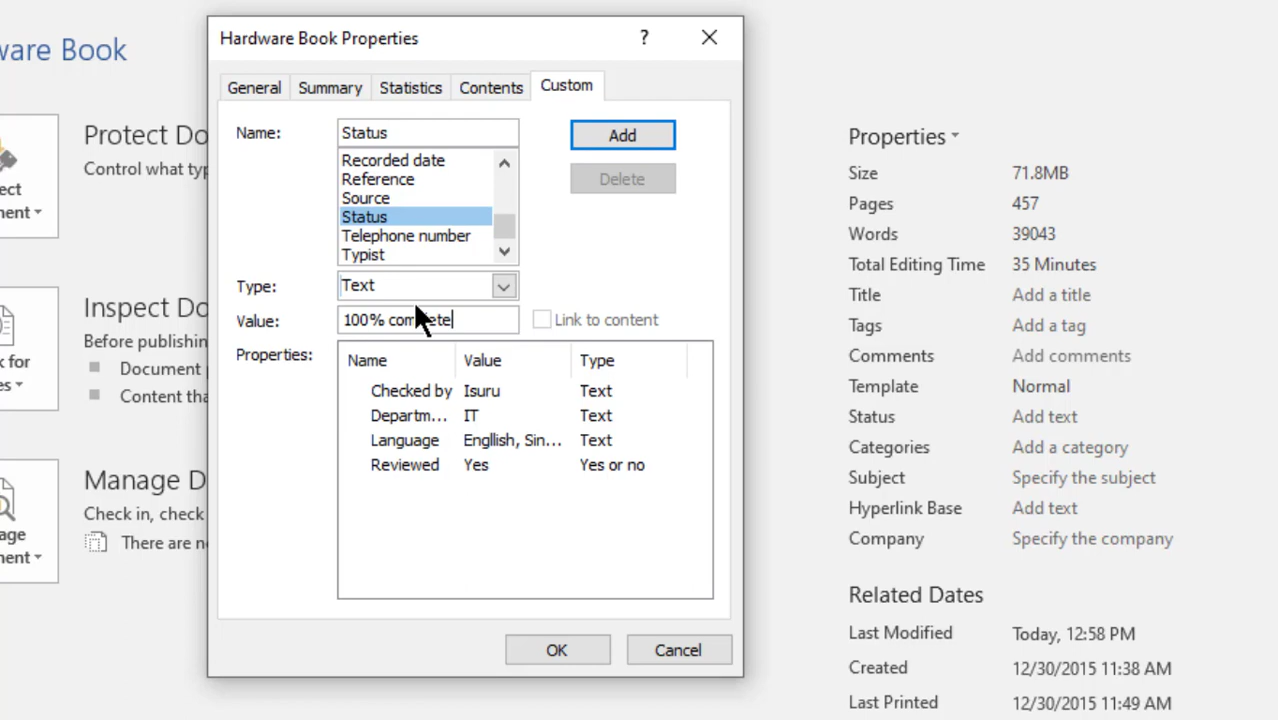 ware Book
Hardware Book Properties
?
General Summary Statistics Contents Custom
Name: Status Add
Recorded date
Reference
Source
Status
Telephone number
Typist
Delete
Type: Text
Value: 100% com ete Link to content
Properties:
Name Value Type
Checked by Isuru Text
Departm... IT Text
Language Engllish, Sin... Text
Reviewed Yes Yes or no
OK Cancel
Protect Do
Control what typ
ect
ment
Inspect D
Before publishin
Document p
Content tha
k for
es
Manage D
Check in, check
There are n
age
ment
Properties
Size 71.8MB
Pages 457
Words 39043
Total Editing Time 35 Minutes
Title Add a title
Tags Add a tag
Comments Add comments
Template Normal
Status Add text
Categories Add a category
Subject Specify the subject
Hyperlink Base Add text
Company Specify the company
Related Dates
Last Modified Today, 12:58 PM
Created 12/30/2015 11:38 AM
Last Printed 12/30/2015 11:49 AM